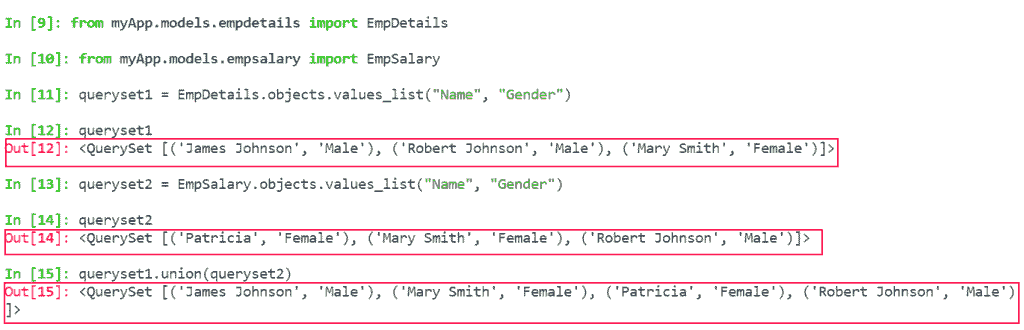 In [9]: from myApp.models.empdetails import EmpDetails
In [10]: from myApp.models.empsalary import EmpSalary
In [11]: queryset1 = EmpDetails.objects.values_list("Name", "Gender")
In [12]: queryset1
Out[12]: <QuerySet [('James Johnson', 'Male'), ('Robert Johnson', 'Male'), ('Mary Smith', 'Female')]>
In [13]: queryset2 = EmpSalary.objects.values_list("Name", "Gender")
In [14]: queryset2
Out[14]: <QuerySet [('Patricia', 'Female'), ('Mary Smith', 'Female'), ('Robert Johnson', 'Male')]>
In [15]: queryset1.union(queryset2)
Out[15]: <QuerySet [('James Johnson', 'Male'), ('Mary Smith', 'Female'), ('Patricia', 'Female'), ('Robert Johnson', 'Male')
]>